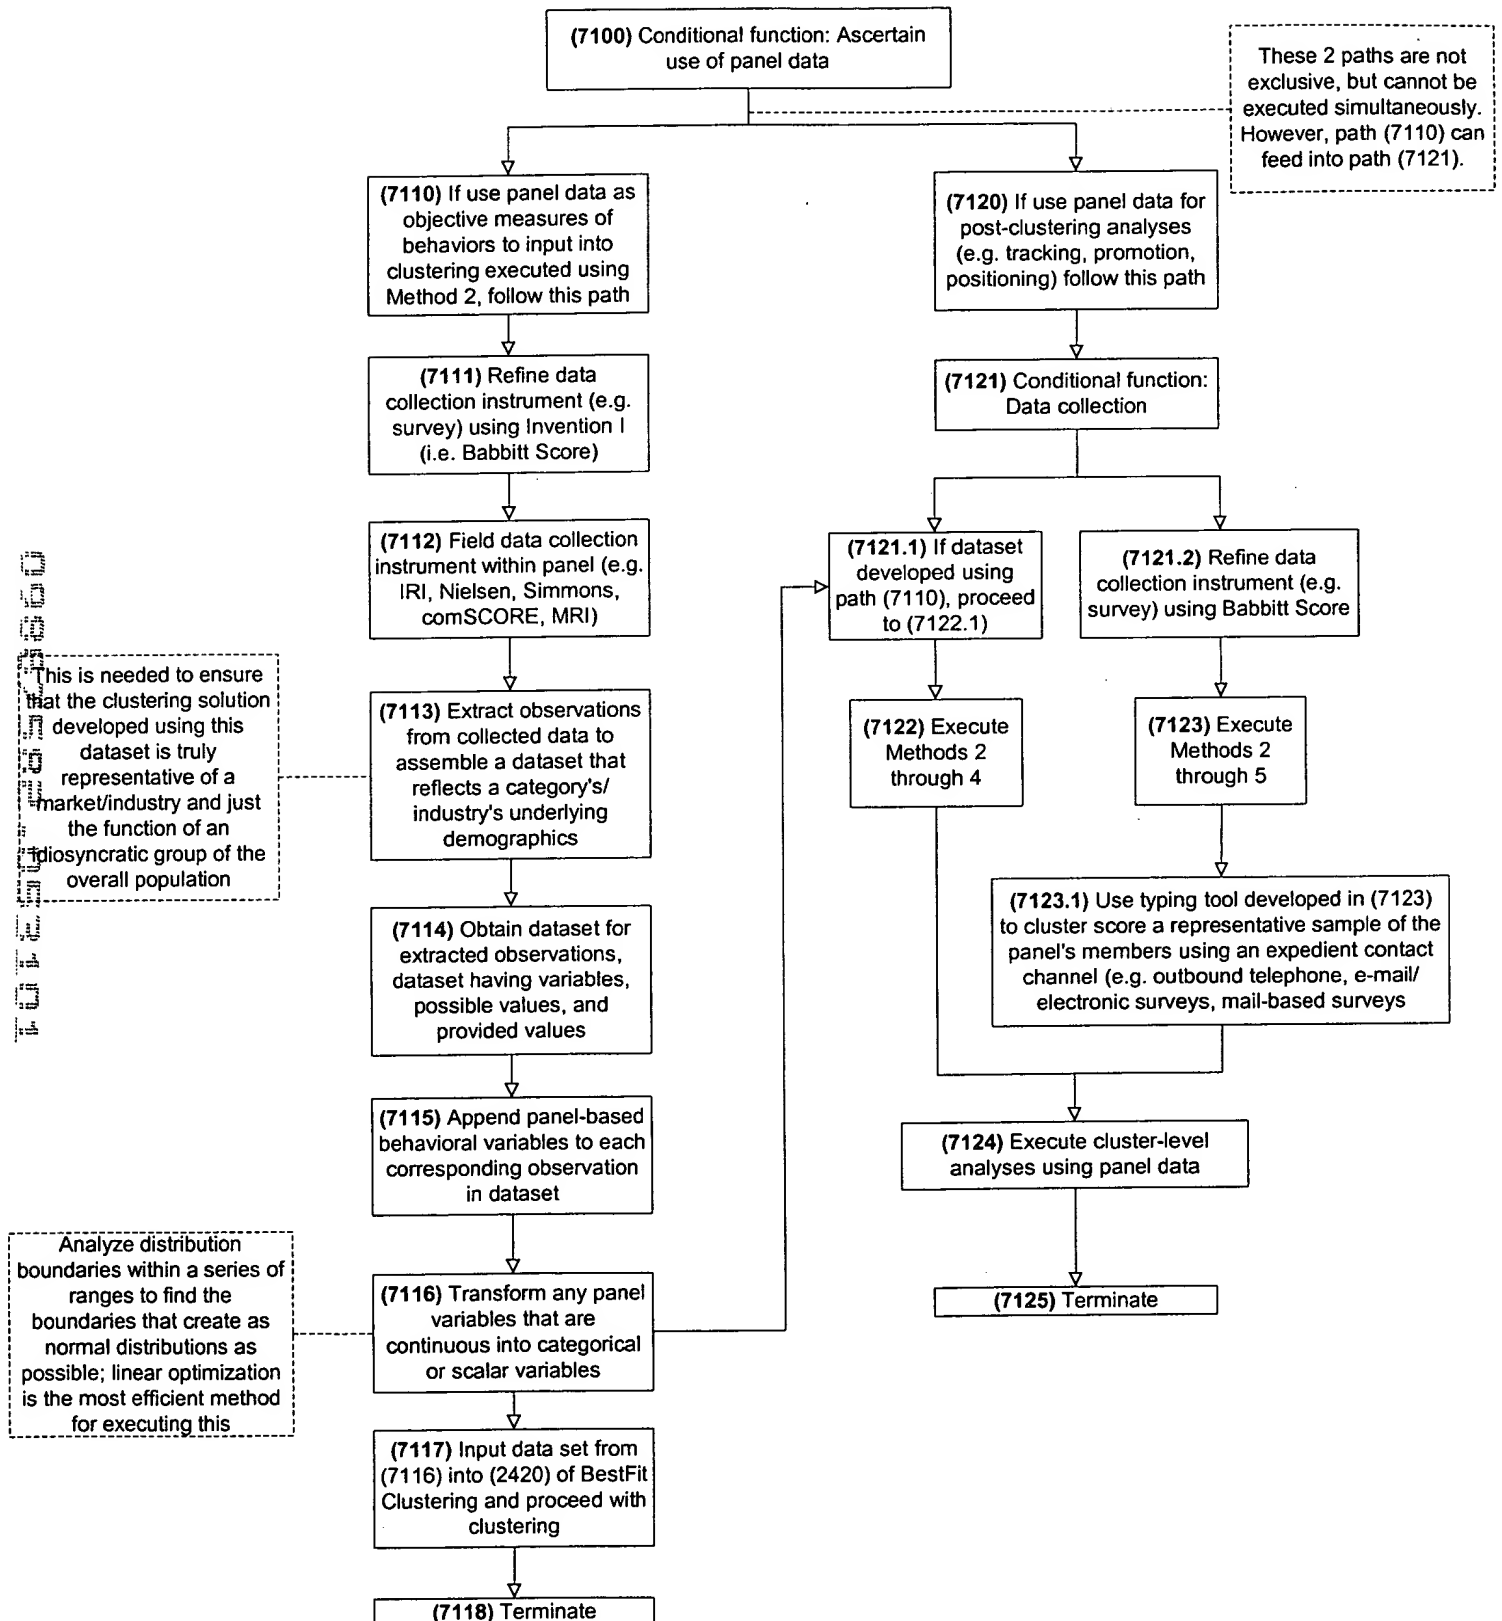 (7100) Conditional function: Ascertain
use of panel data
These 2 paths are not
exclusive, but cannot be
executed simultaneously.
However, path (7110) can
feed into path (7121).
(7110) If use panel data as
objective measures of
behaviors to input into
clustering executed using
Method 2, follow this path
(7120) If use panel data for
post-clustering analyses
(e.g. tracking, promotion,
positioning) follow this path
(7111) Refine data
collection instrument (e.g.
survey) using Invention I
(i.e. Babbitt Score)
(7121) Conditional function:
Data collection
(7112) Field data collection
instrument within panel (e.g.
IRI, Nielsen, Simmons,
comSCORE, MRI)
(7121.1) If dataset
developed using
path (7110), proceed
to (7122.1)
(7121.2) Refine data
collection instrument (e.g.
survey) using Babbitt Score
This is needed to ensure
that the clustering solution
developed using this
dataset is truly
representative of a
market/industry and just
the function of an
idiosyncratic group of the
overall population
(7113) Extract observations
from collected data to
assemble a dataset that
reflects a category's/
industry's underlying
demographics
(7122) Execute
Methods 2
through 4
(7123) Execute
Methods 2
through 5
(7123.1) Use typing tool developed in (7123)
to cluster score a representative sample of the
panel's members using an expedient contact
channel (e.g. outbound telephone, e-mail/
electronic surveys, mail-based surveys
(7114) Obtain dataset for
extracted observations,
dataset having variables,
possible values, and
provided values
(7115) Append panel-based
behavioral variables to each
corresponding observation
in dataset
(7124) Execute cluster-level
analyses using panel data
Analyze distribution
boundaries within a series of
ranges to find the
boundaries that create as
normal distributions as
possible; linear optimization
is the most efficient method
for executing this
(7116) Transform any panel
variables that are
continuous into categorical
or scalar variables
(7125) Terminate
(7117) Input data set from
(7116) into (2420) of BestFit
Clustering and proceed with
clustering
(7118) Terminate